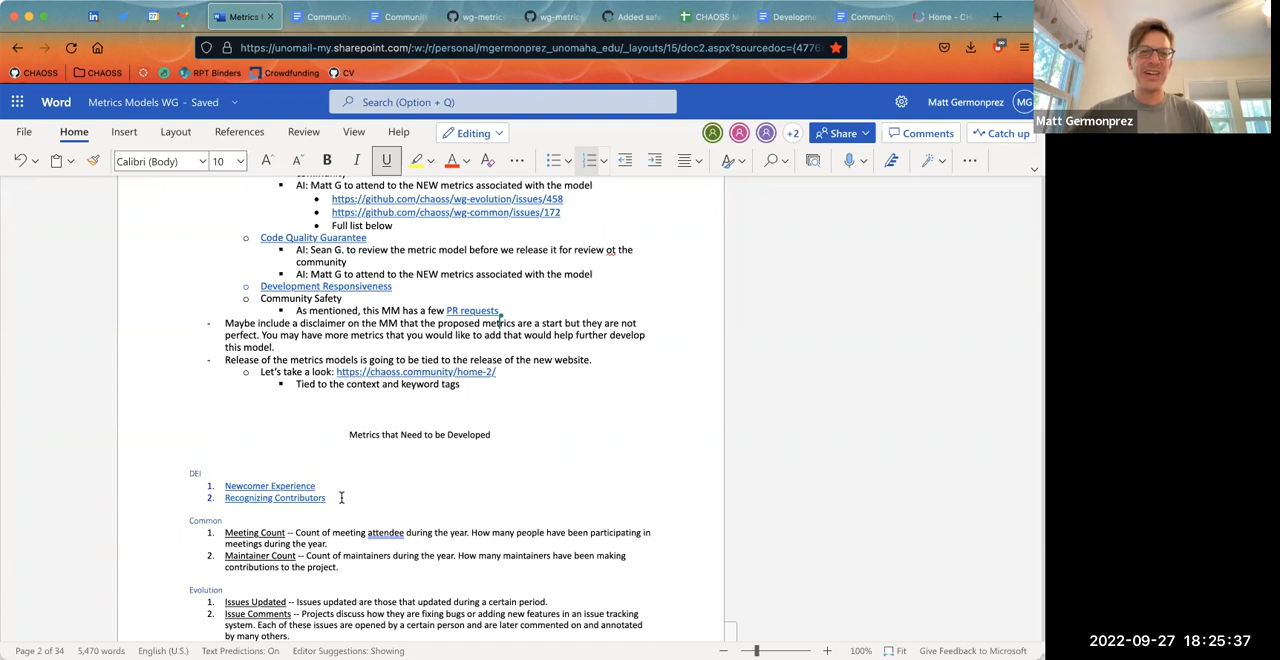 Metrics
Communi
Communi
wg-metric
wg-metric
Added saf
CHAOSS M
Developm
Communi
Home – CH
https://unomail-my.sharepoint.com/:w:/r/personal/mgermonprez_unomaha_edu/_layouts/15/doc2.aspx?sourcedoc={4776
CHAOSS
CHAOSS
RPT Binders
Crowdfunding
CV
Matt Germonprez
Word
Metrics Models WG - Saved
Search (Option + Q)
Matt Germonprez
MG
File
Home
Insert
Layout
References
Review
View
Help
Editing
+2
Share
Comments
Catch up
Calibri (Body)
10
B
I
U
AI: Matt G to attend to the NEW metrics associated with the model
https://github.com/chaoss/wg-evolution/issues/458
https://github.com/chaoss/wg-common/issues/172
Full list below
Code Quality Guarantee
AI: Sean G. to review the metric model before we release it for review ot the
community
AI: Matt G to attend to the NEW metrics associated with the model
Development Responsiveness
Community Safety
As mentioned, this MM has a few PR requests.
- Maybe include a disclaimer on the MM that the proposed metrics are a start but they are not
perfect. You may have more metrics that you would like to add that would help further develop
this model.
- Release of the metrics models is going to be tied to the release of the new website.
Let's take a look: https://chaoss.community/home-2/
Tied to the context and keyword tags
Metrics that Need to be Developed
DEI
1. Newcomer Experience
2. Recognizing Contributors
Common
1. Meeting Count -- Count of meeting attendee during the year. How many people have been participating in
meetings during the year.
2. Maintainer Count -- Count of maintainers during the year. How many maintainers have been making
contributions to the project.
Evolution
1. Issues Updated -- Issues updated are those that updated during a certain period.
2. Issue Comments -- Projects discuss how they are fixing bugs or adding new features in an issue tracking
system. Each of these issues are opened by a certain person and are later commented on and annotated
by many others.
Page 2 of 34
5,470 words
English (U.S.)
Text Predictions: On
Editor Suggestions: Showing
100%
Fit
Give Feedback to Microsoft
2022-09-27 18:25:37